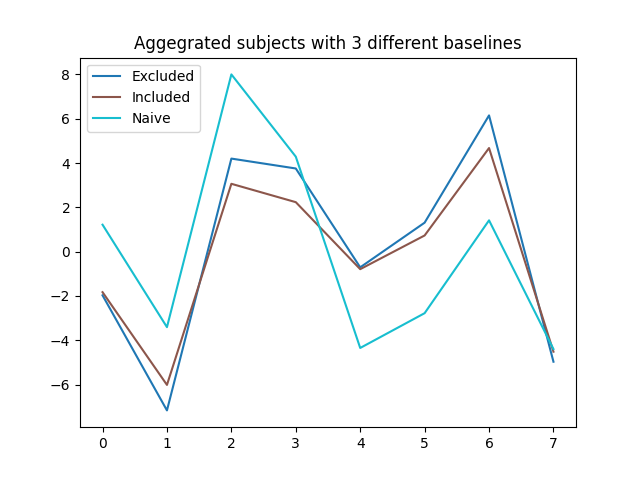 Aggegrated subjects with 3 different baselines
Excluded
Included
Naive
8
6
4
2
0
−2
−4
−6
0 1 2 3 4 5 6 7